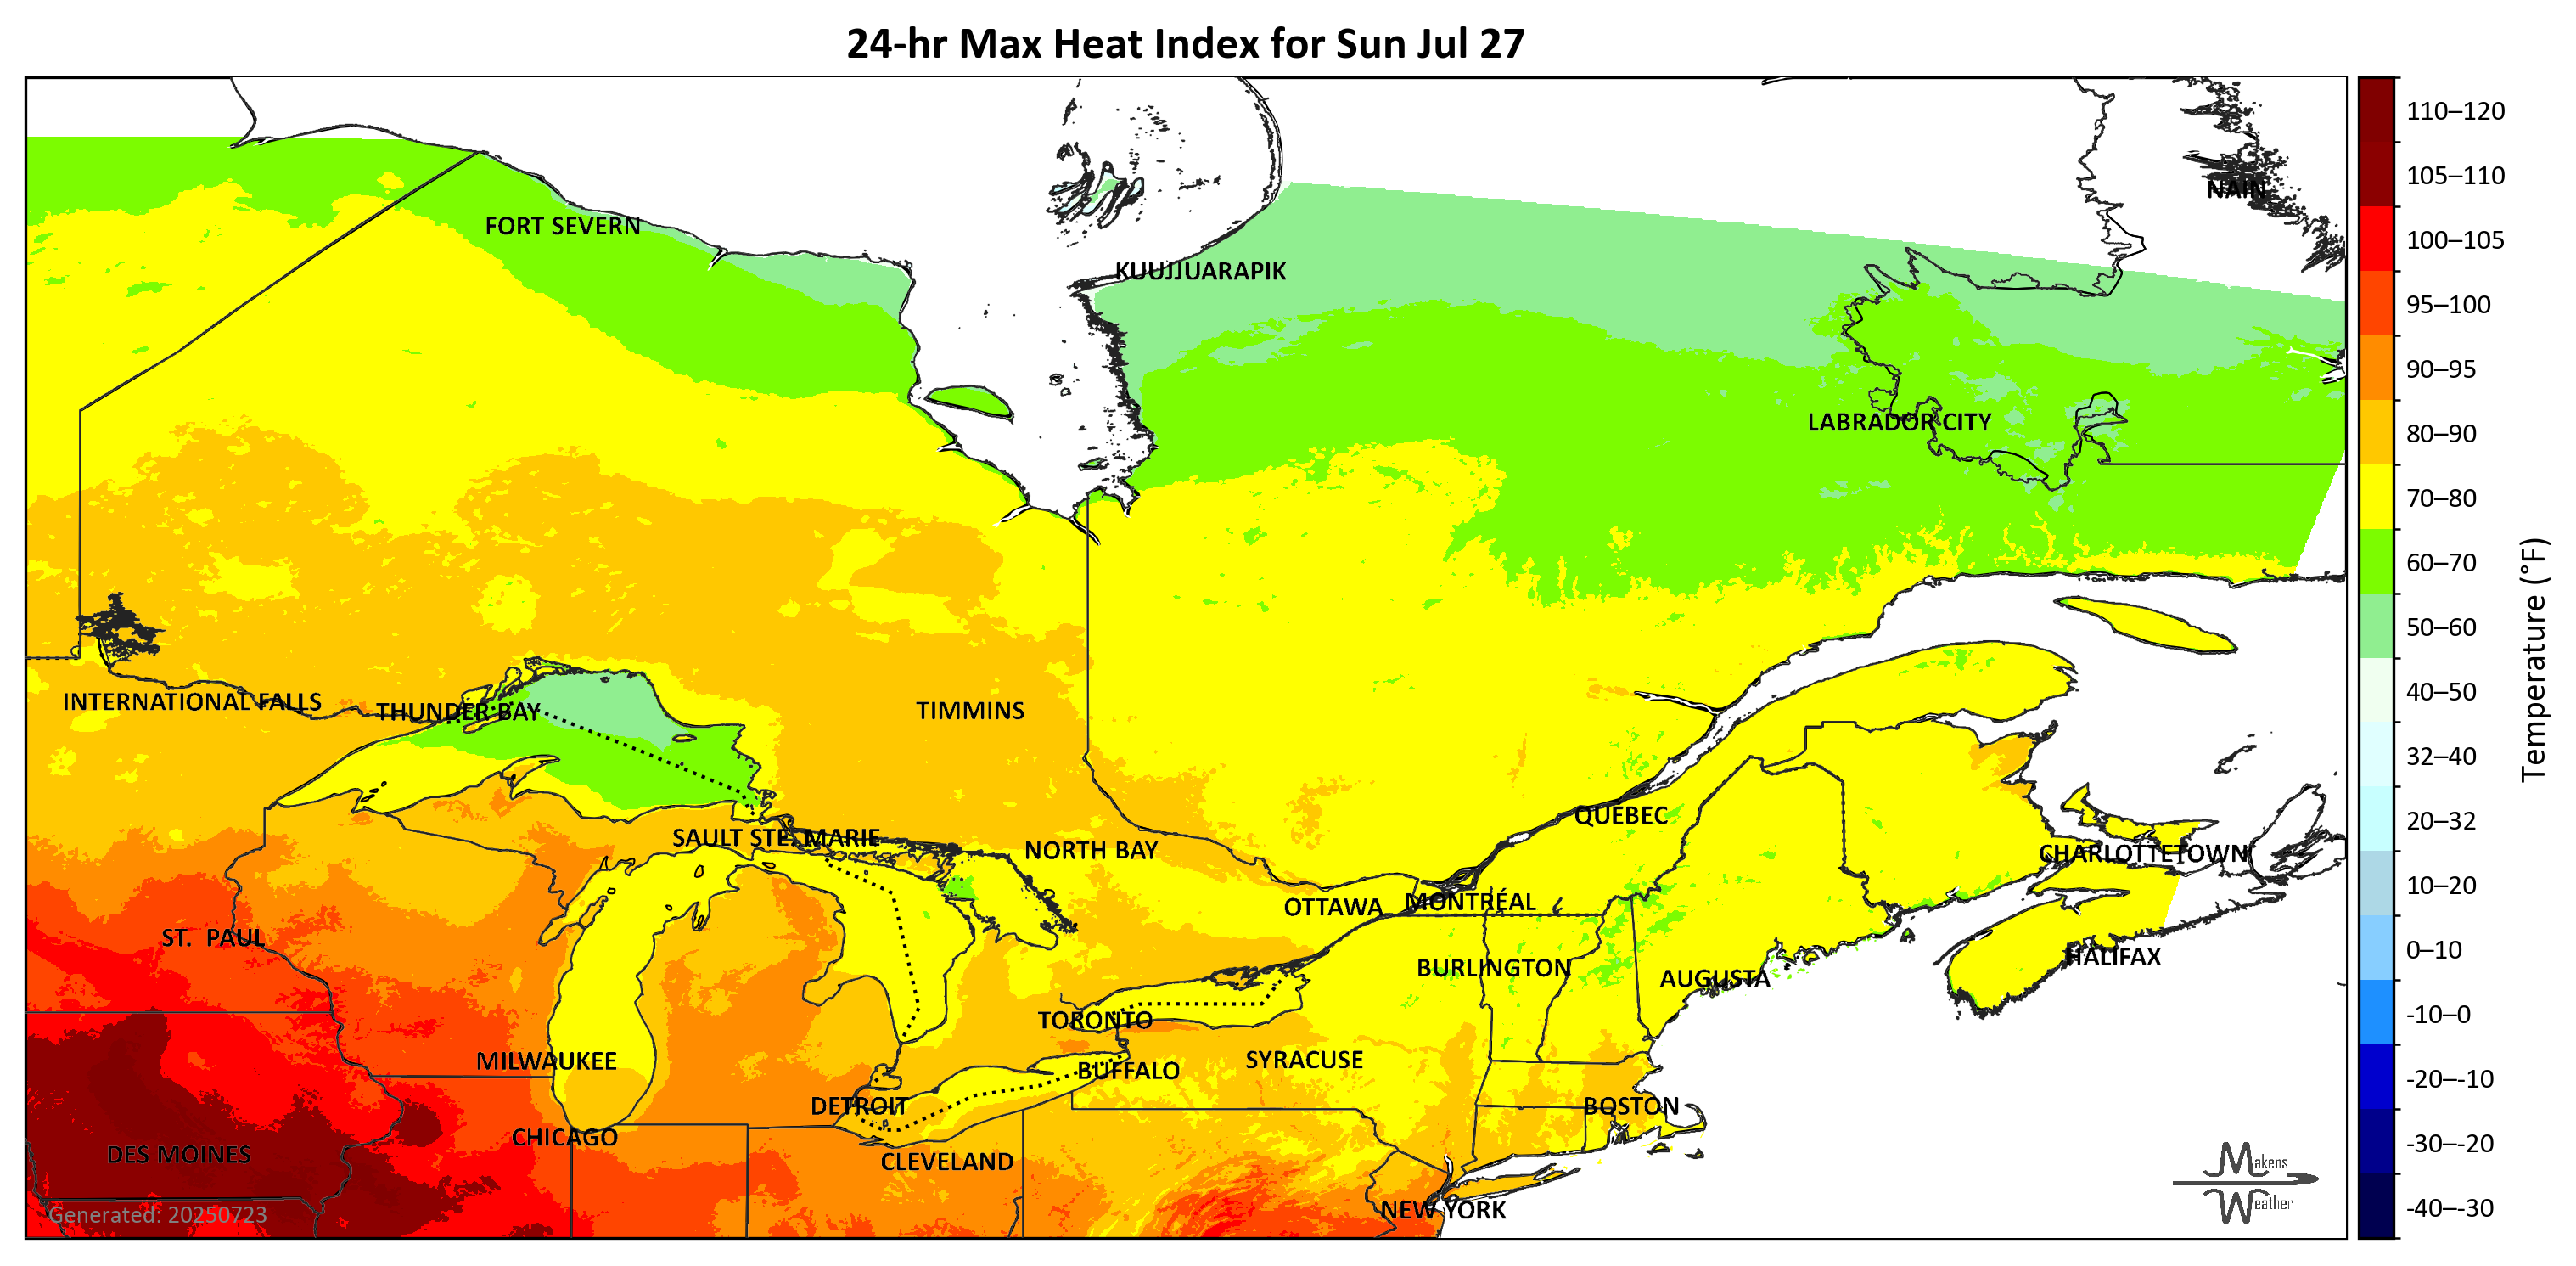 24-hr Max Heat Index for Sun Jul 27
NAIN
FORT SEVERN
KUUJJUARAPIK
LABRADOR CITY
INTERNATIONAL FALLS
THUNDER BAY
TIMMINS
QUÉBEC
SAULT STE. MARIE
NORTH BAY
CHARLOTTETOWN
OTTAWA
MONTRÉAL
ST. PAUL
HALIFAX
BURLINGTON
AUGUSTA
TORONTO
MILWAUKEE
SYRACUSE
BUFFALO
DETROIT
BOSTON
CHICAGO
DES MOINES
CLEVELAND
NEW YORK
Generated: 20250723
Makens
Weather
110–120
105–110
100–105
95–100
90–95
80–90
70–80
60–70
50–60
40–50
32–40
20–32
10–20
0–10
-10–0
-20–-10
-30–-20
-40–-30
Temperature (°F)